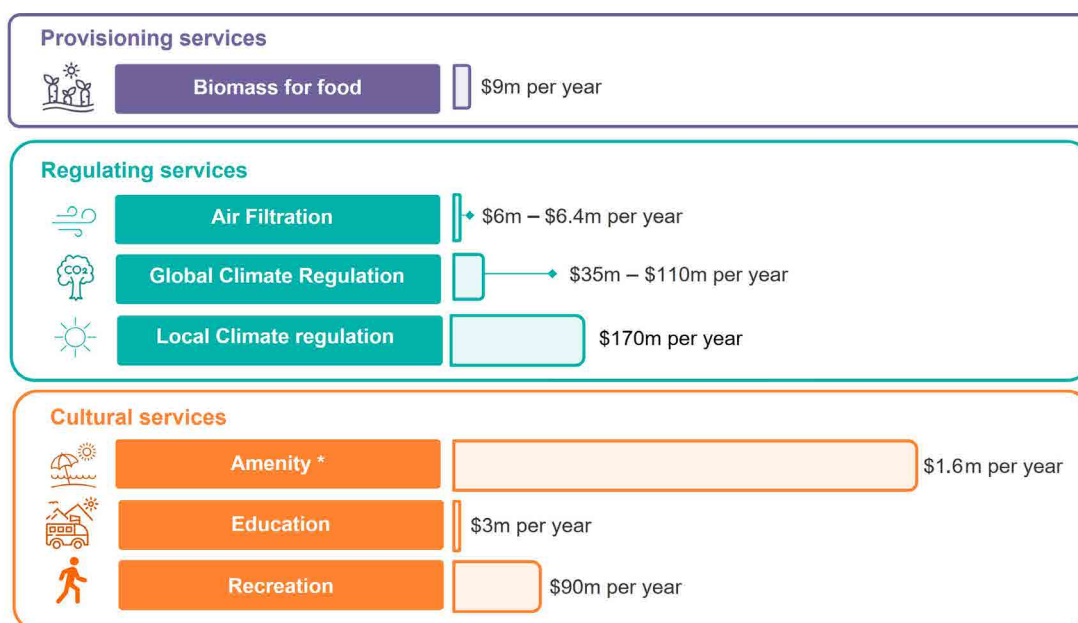 Provisioning services
Biomass for food
$9m per year
Regulating services
Air Filtration
$6m – $6.4m per year
CO₂
Global Climate Regulation
$35m – $110m per year
Local Climate regulation
$170m per year
Cultural services
Amenity *
$1.6m per year
Education
$3m per year
Recreation
$90m per year